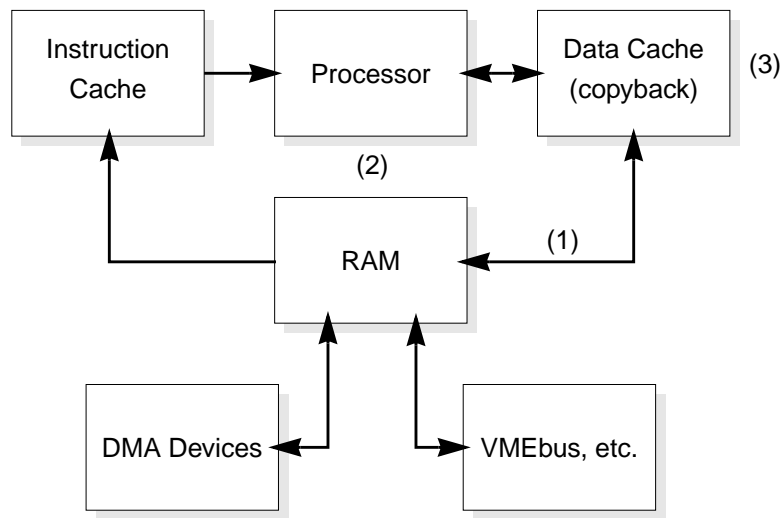 Instruction
Cache
Processor
Data Cache
(copyback)
(3)
(2)
RAM
(1)
DMA Devices
VMEbus, etc.